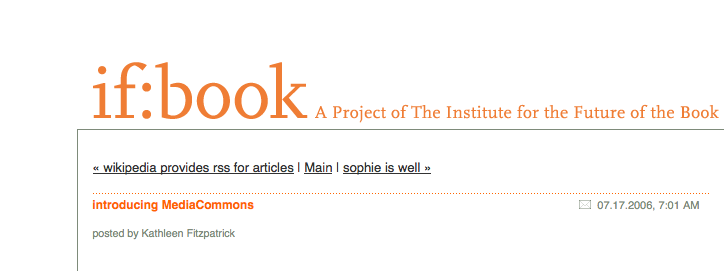 if:book A Project of The Institute for the Future of the Book
« wikipedia provides rss for articles | Main | sophie is well »
introducing MediaCommons 07.17.2006, 7:01 AM
posted by Kathleen Fitzpatrick